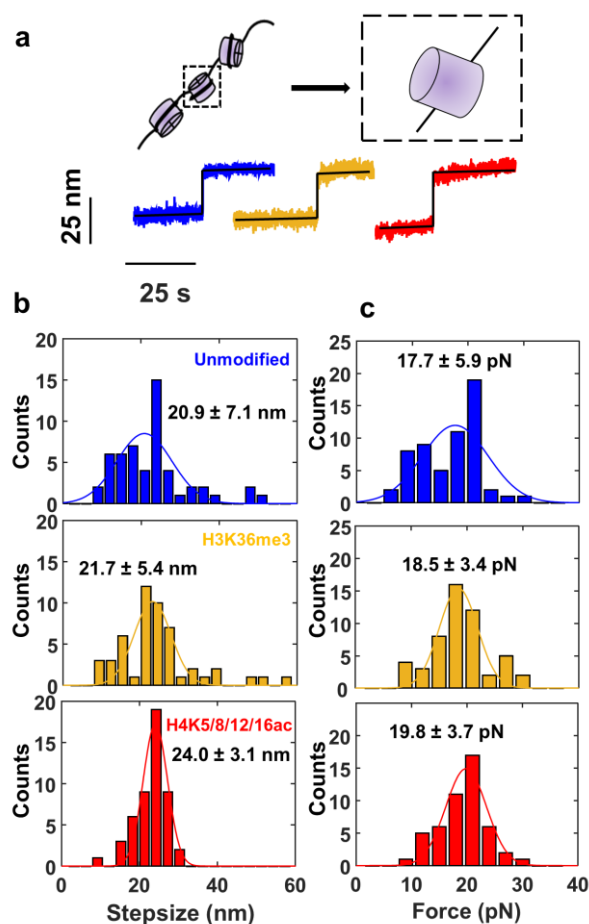 a
25 nm
25 s
b
c
20
15
10
5
0
Counts
Unmodified
20.9 ± 7.1 nm
25
20
15
10
5
0
Counts
17.7 ± 5.9 pN
20
15
10
5
0
Counts
H3K36me3
21.7 ± 5.4 nm
25
20
15
10
5
0
Counts
18.5 ± 3.4 pN
20
15
10
5
0
Counts
H4K5/8/12/16ac
24.0 ± 3.1 nm
0 20 40 60
Stepsize (nm)
20
15
10
5
0
Counts
19.8 ± 3.7 pN
0 10 20 30 40
Force (pN)